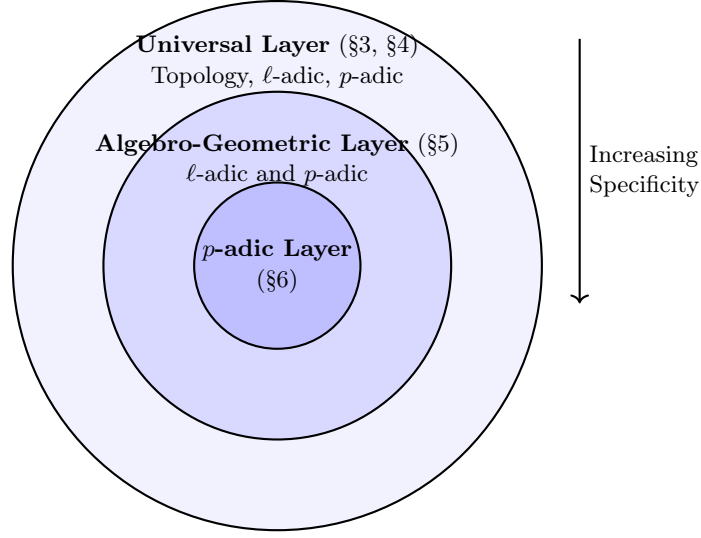 Universal Layer (§3, §4)
Topology, ℓ-adic, p-adic
Algebro-Geometric Layer (§5)
ℓ-adic and p-adic
p-adic Layer
(§6)
Increasing
Specificity